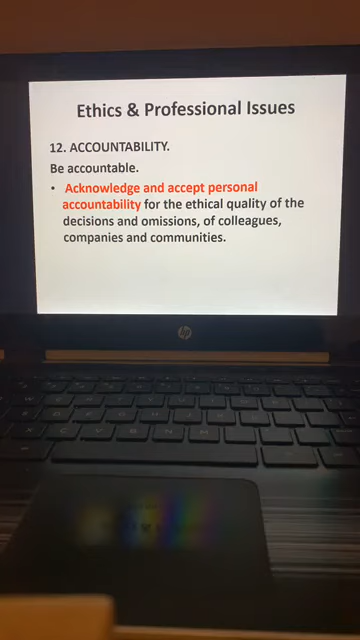 Ethics & Professional Issues
12. ACCOUNTABILITY.
Be accountable.
• Acknowledge and accept personal
accountability for the ethical quality of the
decisions and omissions, of colleagues,
companies and communities.
hp